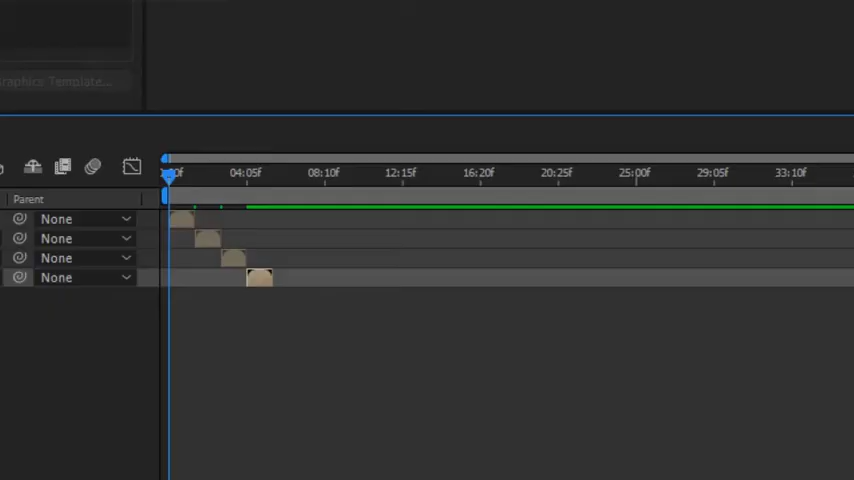 raphics Template...
04:05f 08:10f 12:15f 16:20f 20:25f 25:00f 29:05f 33:10f
Parent
None
None
None
None